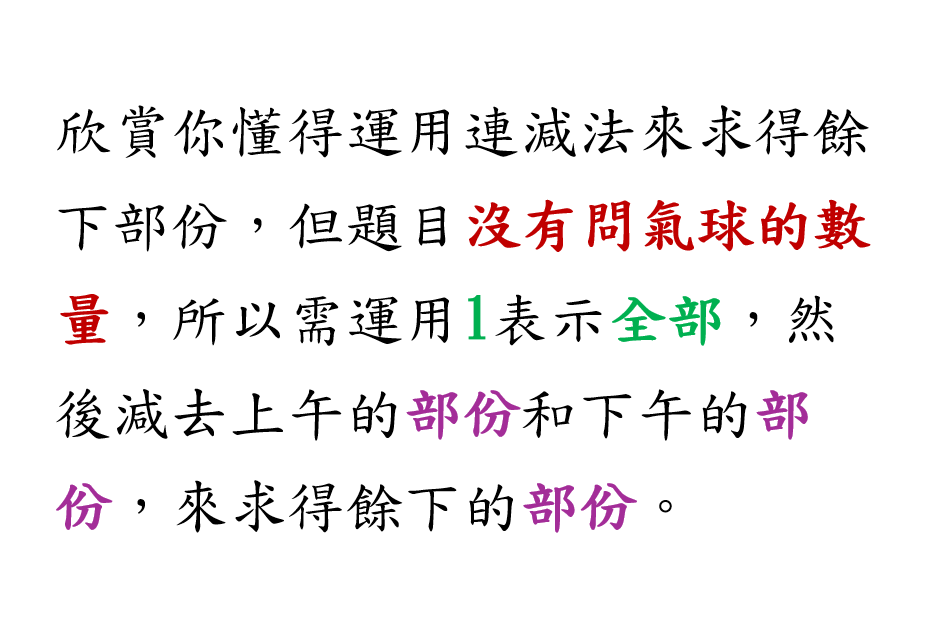 欣賞你懂得運用連減法來求得餘
下部份，但題目沒有問氣球的數
量，所以需運用1表示全部，然
後減去上午的部份和下午的部
份，來求得餘下的部份。